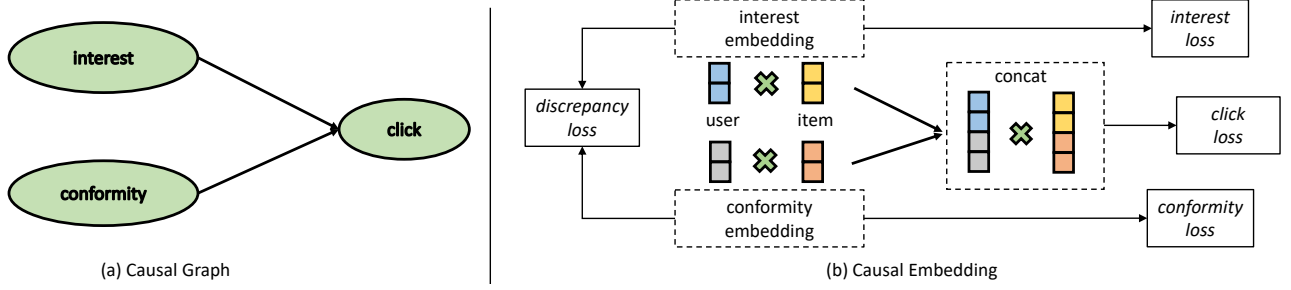 interest
conformity
click
(a) Causal Graph
interest
embedding
user
item
conformity
embedding
discrepancy
loss
concat
interest
loss
click
loss
conformity
loss
(b) Causal Embedding